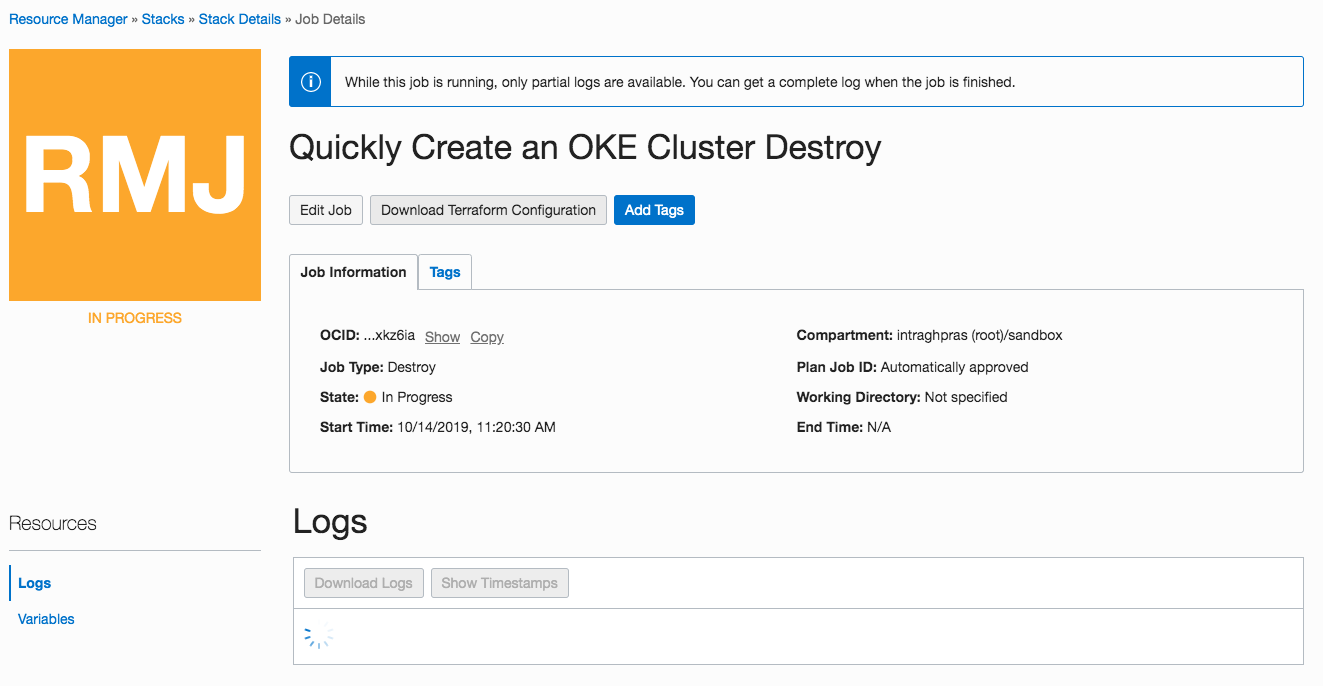 Resource Manager » Stacks » Stack Details » Job Details
RMJ
IN PROGRESS
While this job is running, only partial logs are available. You can get a complete log when the job is finished.
Quickly Create an OKE Cluster Destroy
Edit Job Download Terraform Configuration Add Tags
Job Information Tags
OCID: ...xkz6ia Show Copy
Compartment: intraghpras (root)/sandbox
Job Type: Destroy
Plan Job ID: Automatically approved
State: In Progress
Working Directory: Not specified
Start Time: 10/14/2019, 11:20:30 AM
End Time: N/A
Resources
Logs
Variables
Logs
Download Logs Show Timestamps